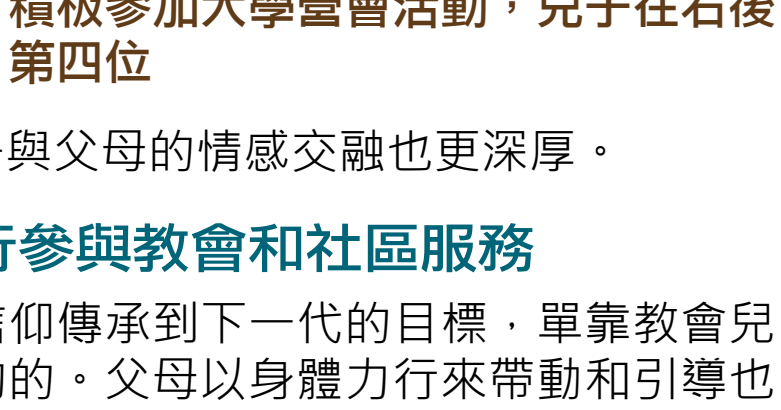 積极參加大學營會活動，兒子在右後
第四位
與父母的情感交融也更深厚。
行參與教會和社區服務
信仰傳承到下一代的目標，單靠教會兒
的。父母以身體力行來帶動和引導也